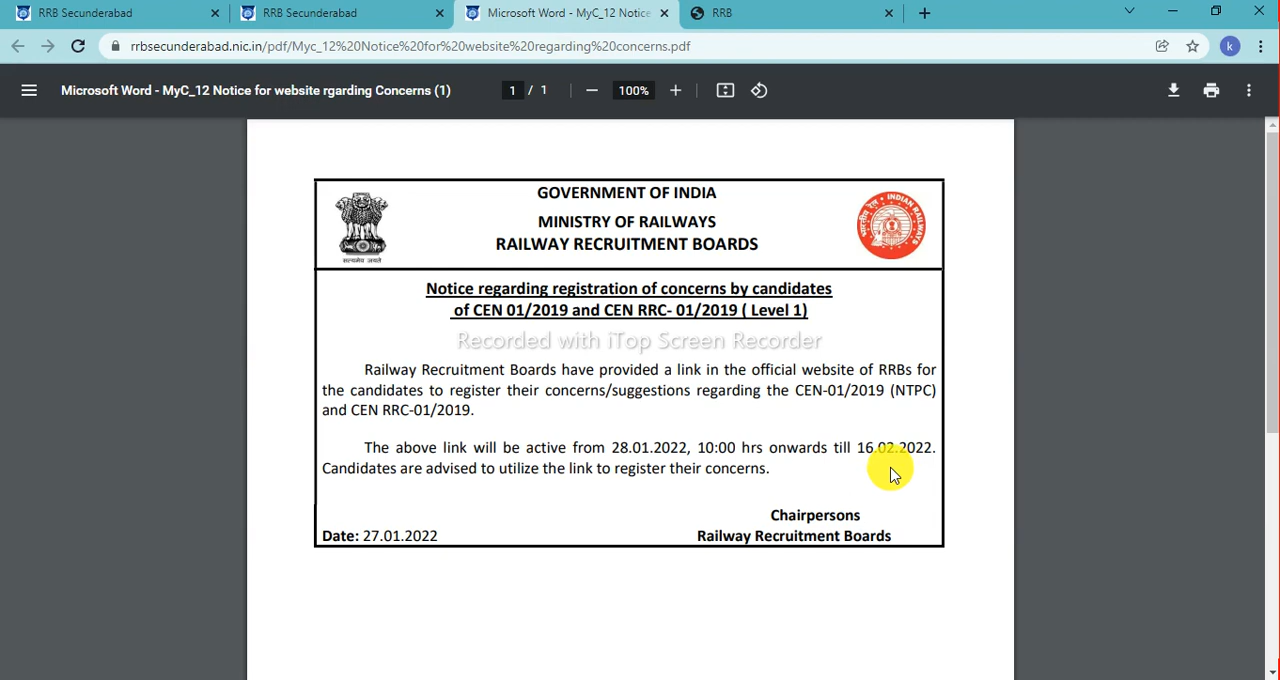 RRB Secunderabad
RRB Secunderabad
Microsoft Word - MyC_12 Notice
RRB
rrbsecunderabad.nic.in/pdf/Myc_12%20Notice%20for%20website%20regarding%20concerns.pdf
k
Microsoft Word - MyC_12 Notice for website rgarding Concerns (1)
1 / 1
100%
GOVERNMENT OF INDIA
MINISTRY OF RAILWAYS
RAILWAY RECRUITMENT BOARDS
सत्यमेव जयते
INDIAN RAILWAYS
भारतीय रेल
Notice regarding registration of concerns by candidates
of CEN 01/2019 and CEN RRC- 01/2019 ( Level 1)
Recorded with iTop Screen Recorder
Railway Recruitment Boards have provided a link in the official website of RRBs for
the candidates to register their concerns/suggestions regarding the CEN-01/2019 (NTPC)
and CEN RRC-01/2019.
The above link will be active from 28.01.2022, 10:00 hrs onwards till 16.02.2022.
Candidates are advised to utilize the link to register their concerns.
Chairpersons
Date: 27.01.2022 Railway Recruitment Boards